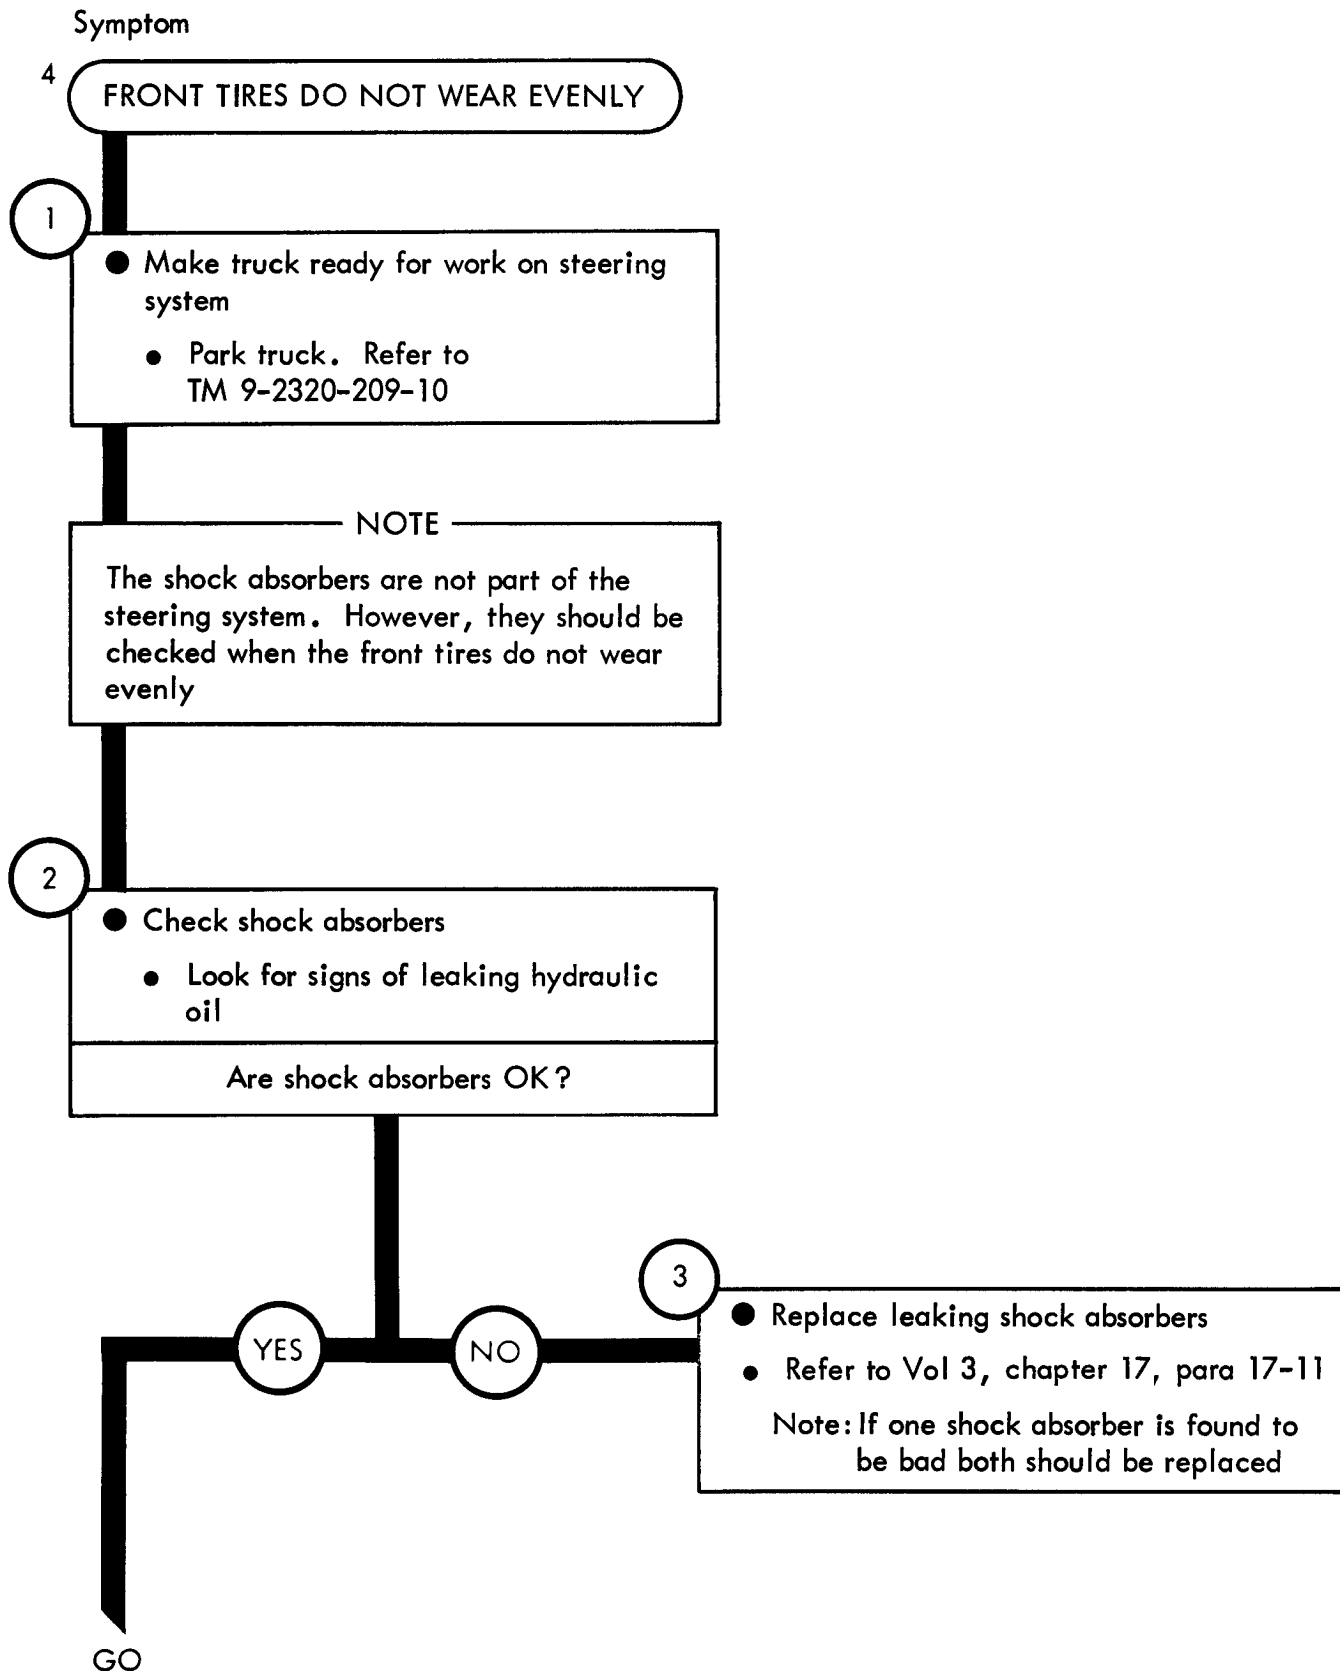 Symptom
4
FRONT TIRES DO NOT WEAR EVENLY
1
● Make truck ready for work on steering
system
● Park truck. Refer to
TM 9-2320-209-10
NOTE
The shock absorbers are not part of the
steering system. However, they should be
checked when the front tires do not wear
evenly
2
● Check shock absorbers
● Look for signs of leaking hydraulic
oil
Are shock absorbers OK?
YES
NO
3
● Replace leaking shock absorbers
● Refer to Vol 3, chapter 17, para 17-11
Note: If one shock absorber is found to
be bad both should be replaced
GO